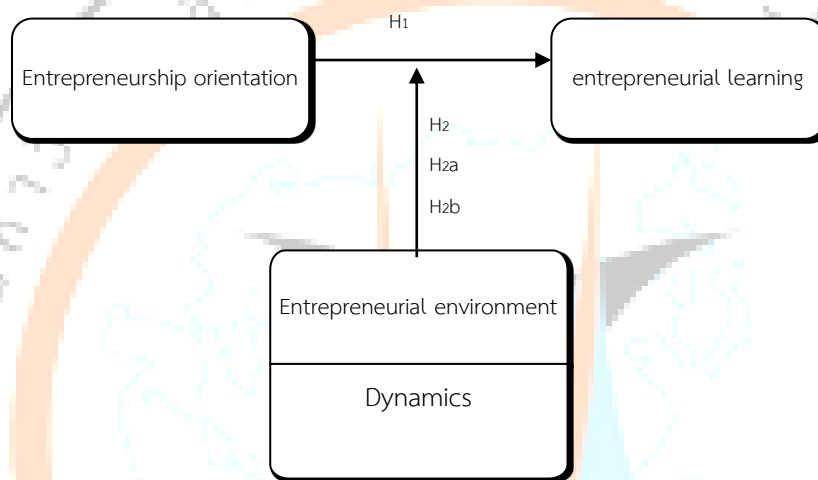 H1
Entrepreneurship orientation
entrepreneurial learning
H2
H2a
H2b
Entrepreneurial environment
Dynamics